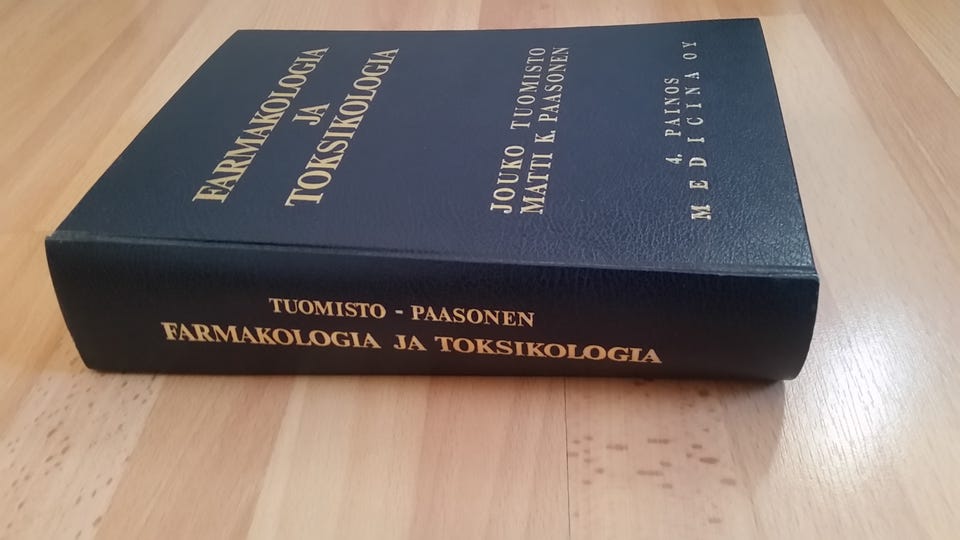 FARMAKOLOGIA
JA
TOKSIKOLOGIA
JOUKO TUOMISTO
MATTI K. PAASONEN
4. PAINOS
MEDICINA OY
TUOMISTO - PAASONEN
FARMAKOLOGIA JA TOKSIKOLOGIA